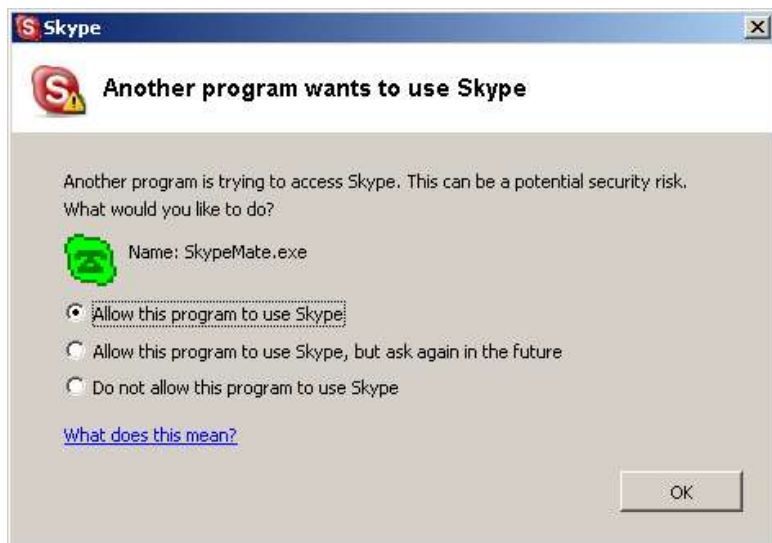 Skype
Another program wants to use Skype
Another program is trying to access Skype. This can be a potential security risk.
What would you like to do?
Name: SkypeMate.exe
Allow this program to use Skype
Allow this program to use Skype, but ask again in the future
Do not allow this program to use Skype
What does this mean?
OK